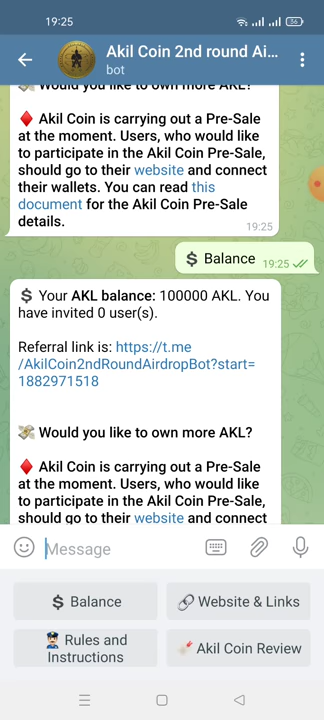 19:25
56
Akil Coin 2nd round Ai...
bot
Would you like to own more AKL?
Akil Coin is carrying out a Pre-Sale
at the moment. Users, who would like
to participate in the Akil Coin Pre-Sale,
should go to their website and connect
their wallets. You can read this
document for the Akil Coin Pre-Sale
details.
19:25
$ Balance 19:25
$ Your AKL balance: 100000 AKL. You
have invited 0 user(s).
Referral link is: https://t.me
/AkilCoin2ndRoundAirdropBot?start=
1882971518
Would you like to own more AKL?
Akil Coin is carrying out a Pre-Sale
at the moment. Users, who would like
to participate in the Akil Coin Pre-Sale,
should go to their website and connect
Message
$ Balance
Website & Links
Rules and
Instructions
Akil Coin Review